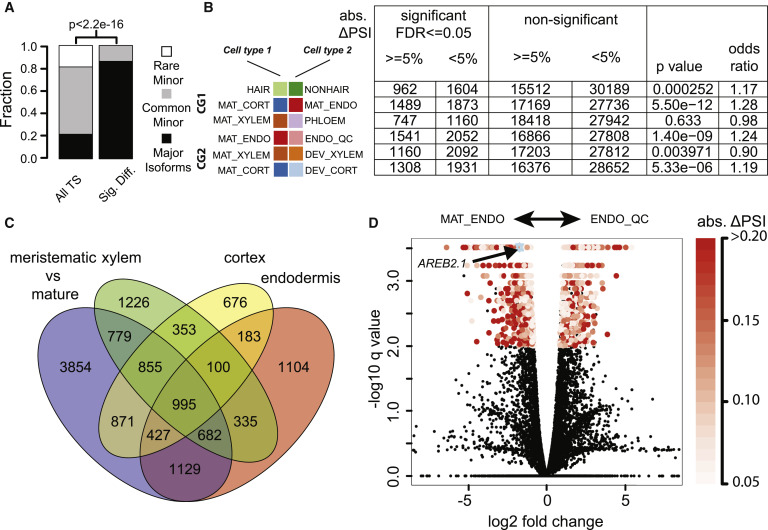 A
p<2.2e-16
Fraction
1.0
0.8
0.6
0.4
0.2
0.0
All TS
Sig. Diff.
Rare
Minor
Common
Minor
Major
Isoforms
B
abs.
ΔPSI
significant
FDR<=0.05
non-significant
Cell type 1
Cell type 2
>=5%
<5%
>=5%
<5%
p value
odds
ratio
CG1
HAIR NONHAIR 962 1604 15512 30189 0.000252 1.17
MAT_CORT MAT_ENDO 1489 1873 17169 27736 5.50e−12 1.28
MAT_XYLEM PHLOEM 747 1160 18418 27942 0.633 0.98
CG2
MAT_ENDO ENDO_QC 1541 2052 16866 27808 1.40e−09 1.24
MAT_XYLEM DEV_XYLEM 1160 2092 17203 27812 0.003971 0.90
MAT_CORT DEV_CORT 1308 1931 16376 28652 5.33e−06 1.19
C
meristematic xylem
vs
mature
cortex
endodermis
1226
676
779
353
183
3854
855
100
1104
995
871
427
682
335
1129
D
MAT_ENDO
ENDO_QC
AREB2.1
-log10 q value
3.0
2.0
1.0
0.0
-5
0
5
log2 fold change
abs. ΔPSI
>0.20
0.15
0.10
0.05